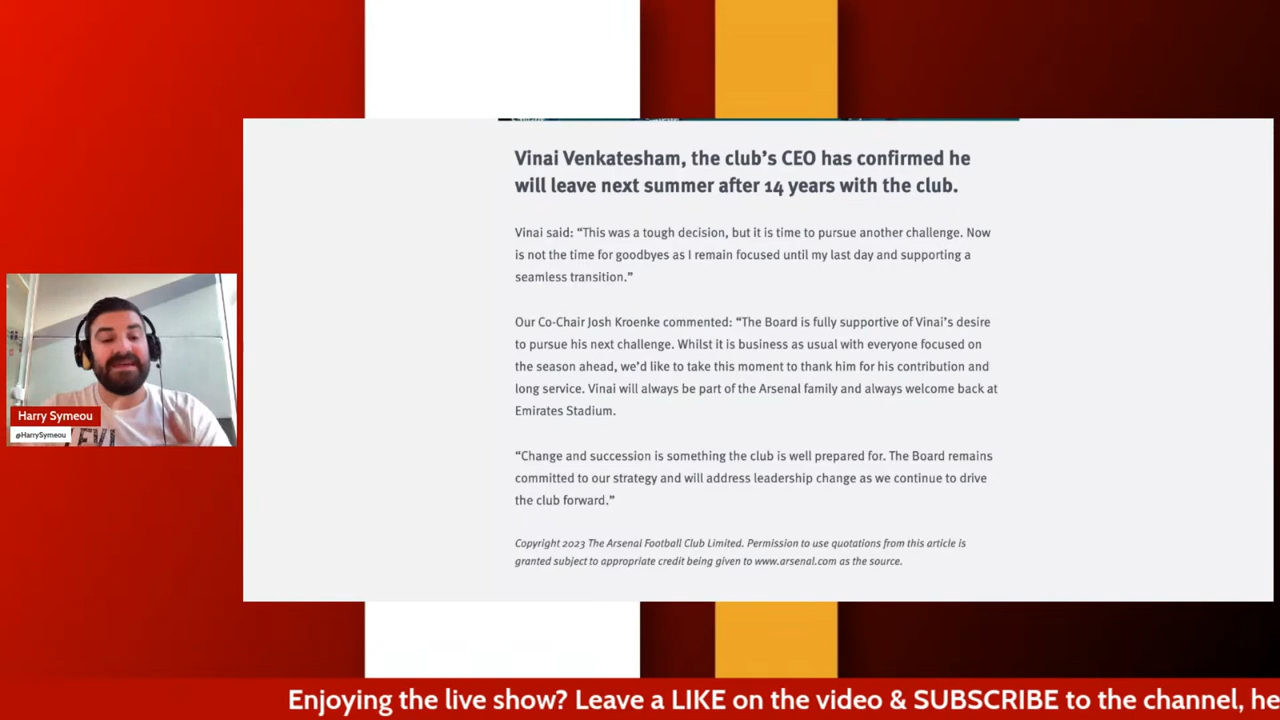 Vinai Venkatesham, the club’s CEO has confirmed he
will leave next summer after 14 years with the club.
Vinai said: “This was a tough decision, but it is time to pursue another challenge. Now
is not the time for goodbyes as I remain focused until my last day and supporting a
seamless transition.”
Our Co-Chair Josh Kroenke commented: “The Board is fully supportive of Vinai’s desire
to pursue his next challenge. Whilst it is business as usual with everyone focused on
the season ahead, we’d like to take this moment to thank him for his contribution and
long service. Vinai will always be part of the Arsenal family and always welcome back at
Emirates Stadium.
“Change and succession is something the club is well prepared for. The Board remains
committed to our strategy and will address leadership change as we continue to drive
the club forward.”
Copyright 2023 The Arsenal Football Club Limited. Permission to use quotations from this article is
granted subject to appropriate credit being given to www.arsenal.com as the source.
Harry Symeou
@HarrySymeou
Enjoying the live show? Leave a LIKE on the video & SUBSCRIBE to the channel, he